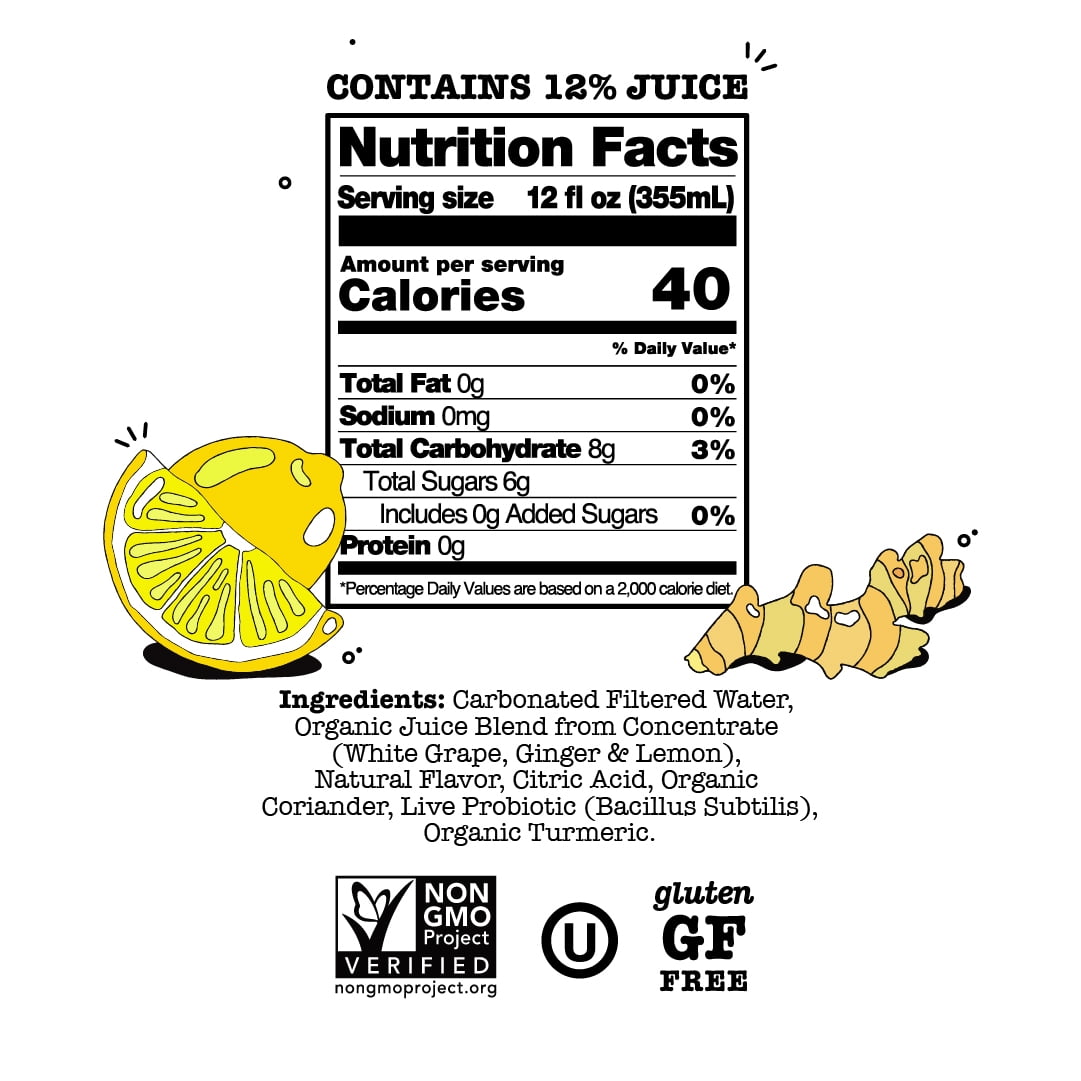 CONTAINS 12% JUICE
Nutrition Facts
Serving size 12 fl oz (355mL)
Amount per serving
Calories 40
% Daily Value*
Total Fat 0g 0%
Sodium 0mg 0%
Total Carbohydrate 8g 3%
Total Sugars 6g
Includes 0g Added Sugars 0%
Protein 0g
*Percentage Daily Values are based on a 2,000 calorie diet.
Ingredients: Carbonated Filtered Water,
Organic Juice Blend from Concentrate
(White Grape, Ginger & Lemon),
Natural Flavor, Citric Acid, Organic
Coriander, Live Probiotic (Bacillus Subtilis),
Organic Turmeric.
NON
GMO
Project
VERIFIED
nongmoproject.org
U
gluten
GF
FREE